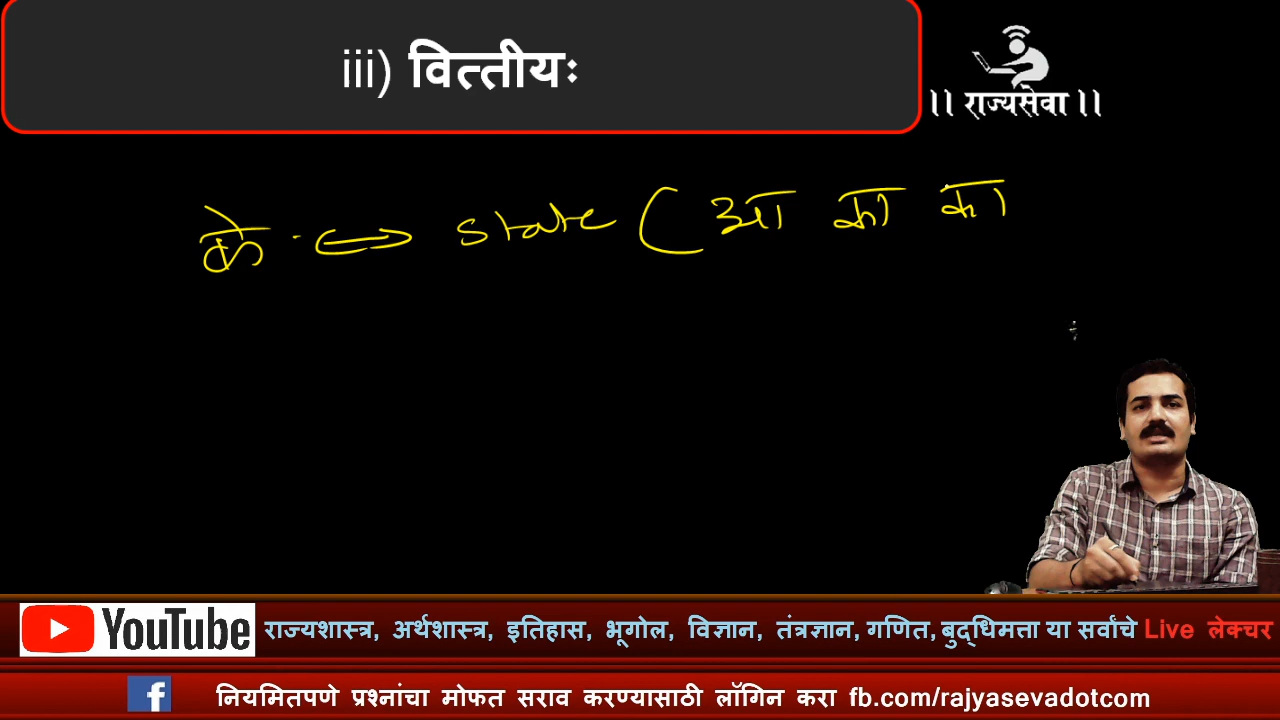 iii) वित्तीयः
।। राज्यसेवा ।।
के. ⟺ state ( आ का का
YouTube राज्यशास्त्र, अर्थशास्त्र, इतिहास, भूगोल, विज्ञान, तंत्रज्ञान, गणित, बुद्धिमत्ता या सर्वांचे Live लेक्चर
f नियमितपणे प्रश्नांचा मोफत सराव करण्यासाठी लॉगिन करा fb.com/rajyasevadotcom